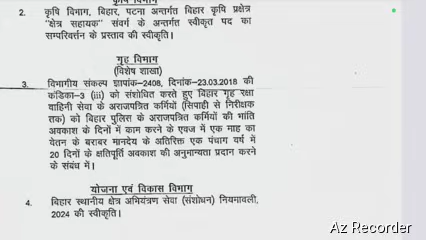 कृषि विभाग
2. कृषि विभाग, बिहार, पटना अन्तर्गत बिहार कृषि प्रक्षेत्र
"क्षेत्र सहायक" संवर्ग के अन्तर्गत स्वीकृत पद का
सम्परिवर्त्तन के प्रस्ताव की स्वीकृति।
गृह विभाग
(विशेष शाखा)
3. विभागीय संकल्प ज्ञापांक-2408, दिनांक-23.03.2018 की
कंडिका-3 (iii) को संशोधित करते हुए बिहार गृह रक्षा
वाहिनी सेवा के अराजपत्रित कर्मियों (सिपाही से निरीक्षक
तक) को बिहार पुलिस के अराजपत्रित कर्मियों की भांति
अवकाश के दिनों में काम करने के एवज में एक माह का
वेतन के बराबर मानदेय के अतिरिक्त एक पंचाग वर्ष में
20 दिनों के क्षतिपूर्ति अवकाश की अनुमान्यता प्रदान करने
के संबंध में।
योजना एवं विकास विभाग
4. बिहार स्थानीय क्षेत्र अभियंत्रण सेवा (संशोधन) नियमावली,
2024 की स्वीकृति।
Az Recorder